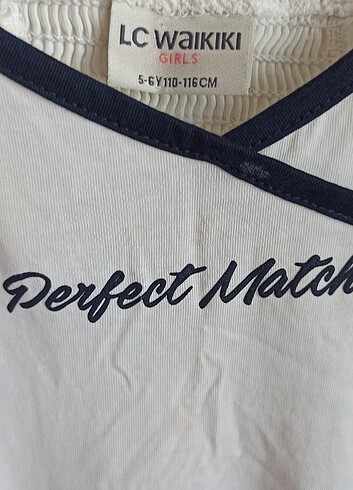 LC WAIKIKI
GIRLS
5-6Y 110-116CM
Perfect Match